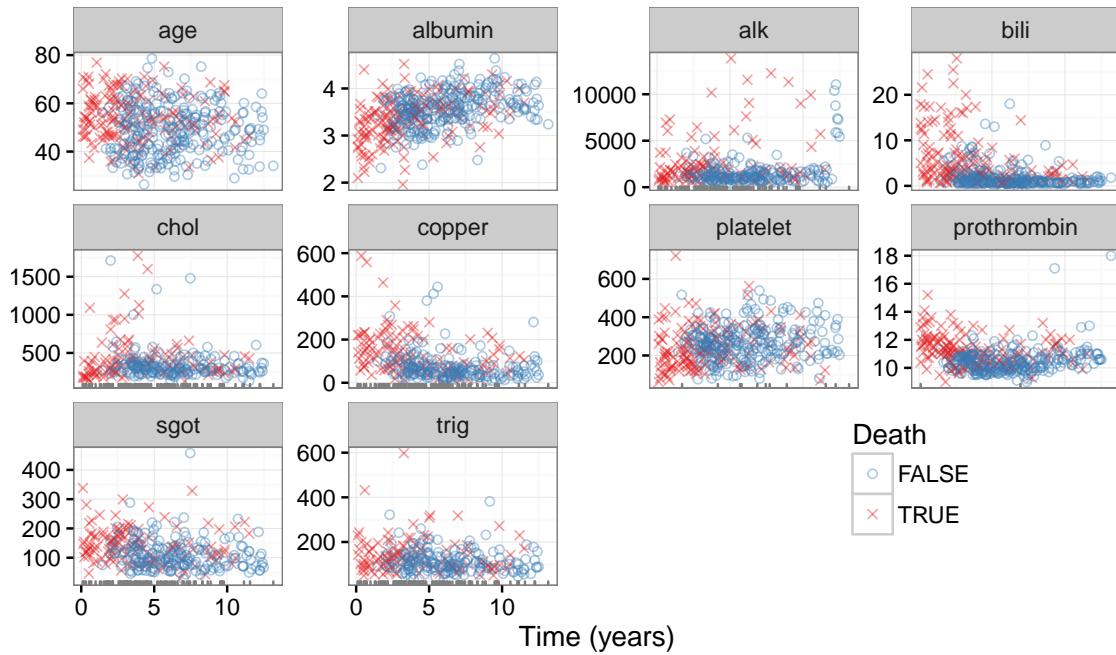 age
albumin
alk
bili
80
60
40
4
3
2
10000
5000
0
20
10
0
chol
copper
platelet
prothrombin
1500
1000
500
600
400
200
0
600
400
200
18
16
14
12
10
sgot
trig
400
300
200
100
600
400
200
0 5 10
0 5 10
Time (years)
Death
FALSE
TRUE